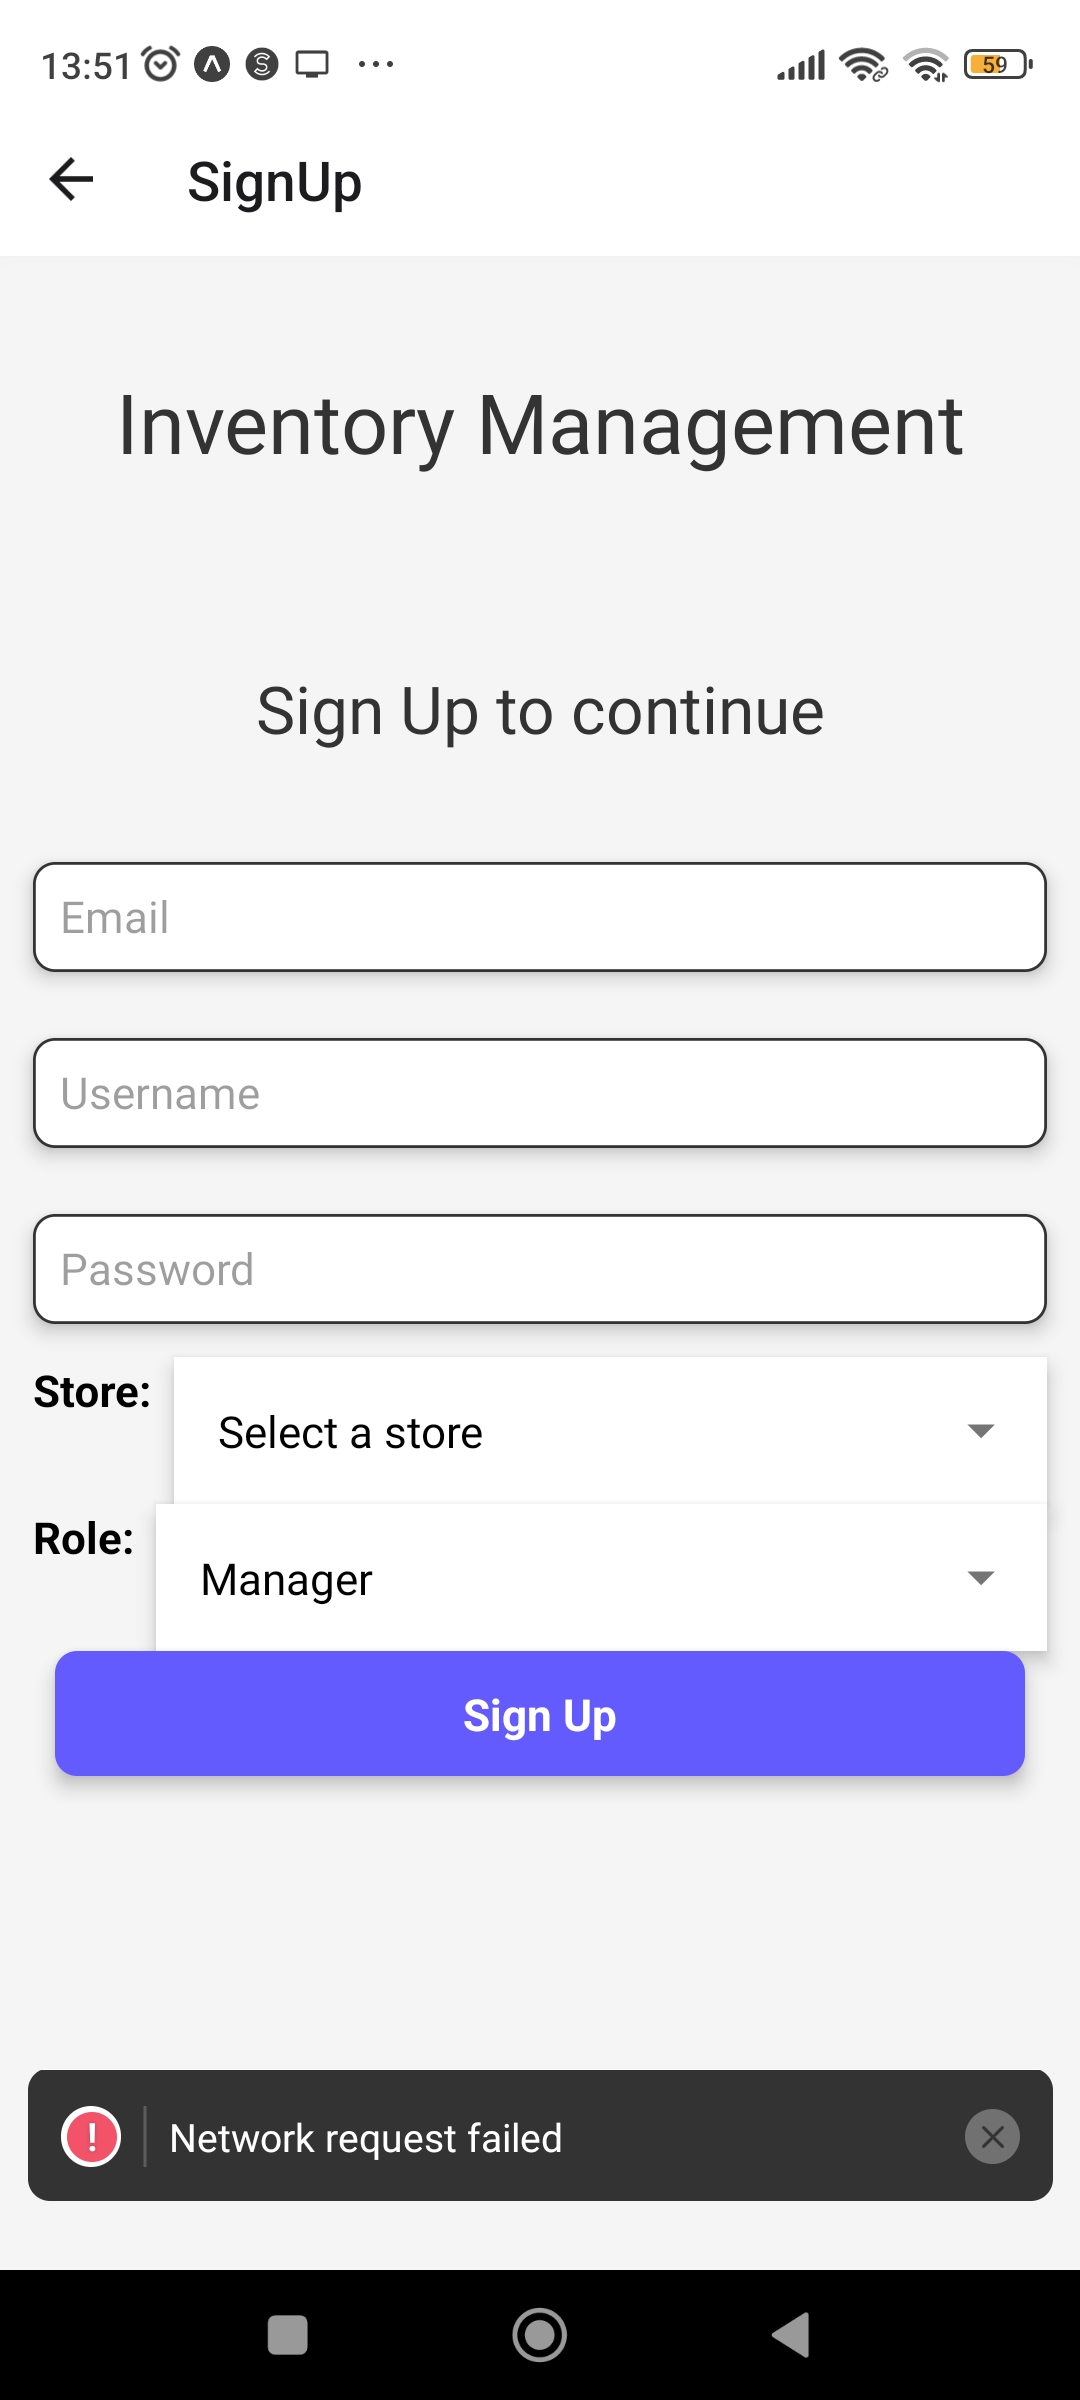 13:51
59
SignUp
Inventory Management
Sign Up to continue
Email
Username
Password
Store:
Select a store
Role:
Manager
Sign Up
Network request failed